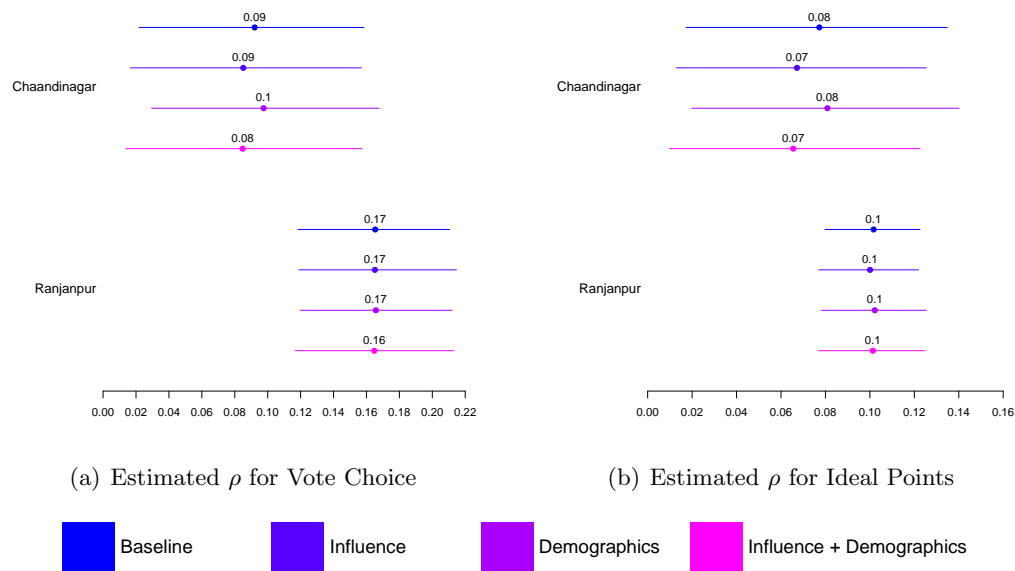 0.09
0.09
Chaandinagar
0.1
0.08
0.17
0.17
Ranjanpur
0.17
0.16
0.00 0.02 0.04 0.06 0.08 0.10 0.12 0.14 0.16 0.18 0.20 0.22
(a) Estimated ρ for Vote Choice
0.08
0.07
Chaandinagar
0.08
0.07
0.1
0.1
Ranjanpur
0.1
0.1
0.00 0.02 0.04 0.06 0.08 0.10 0.12 0.14 0.16
(b) Estimated ρ for Ideal Points
Baseline Influence Demographics Influence + Demographics